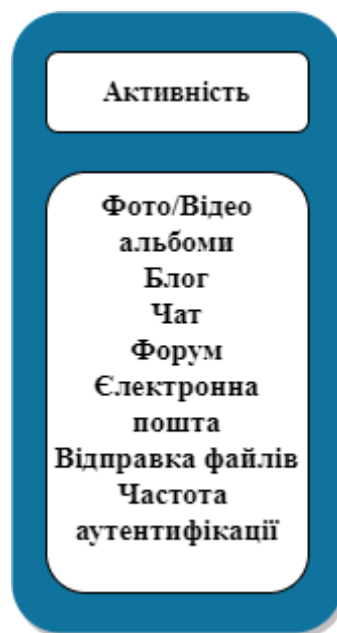 Активність
Фото/Відео
альбоми
Блог
Чат
Форум
Єлектронна
пошта
Відправка файлів
Частота
аутентифікації